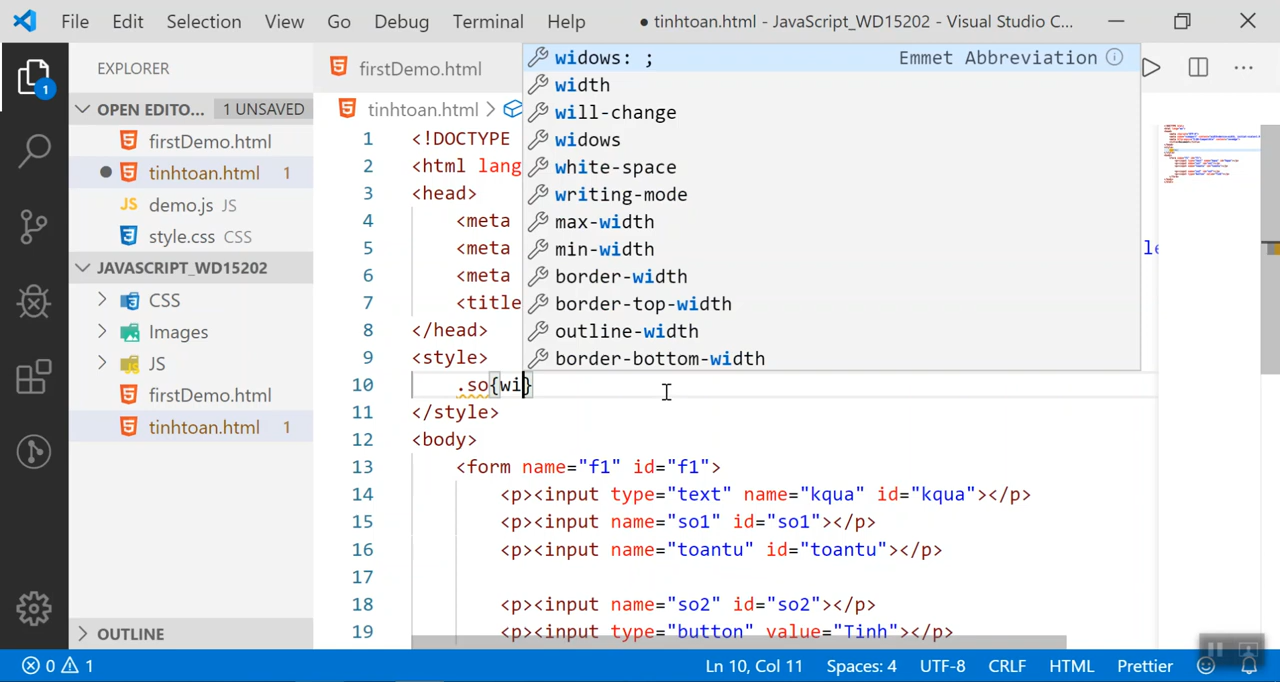 File Edit Selection View Go Debug Terminal Help ● tinhtoan.html - JavaScript_WD15202 - Visual Studio C...
EXPLORER
OPEN EDITO... 1 UNSAVED
firstDemo.html
tinhtoan.html 1
demo.js JS
style.css CSS
JAVASCRIPT_WD15202
CSS
Images
JS
firstDemo.html
tinhtoan.html 1
OUTLINE
1
firstDemo.html
tinhtoan.html >
widows: ; Emmet Abbreviation
width
will-change
widows
white-space
writing-mode
max-width
min-width
border-width
border-top-width
outline-width
border-bottom-width
1 <!DOCTYPE
2 <html lang
3 <head>
4 <meta
5 <meta le
6 <meta
7 <title
8 </head>
9 <style>
10 .so{wi}
11 </style>
12 <body>
13 <form name="f1" id="f1">
14 <p><input type="text" name="kqua" id="kqua"></p>
15 <p><input name="so1" id="so1"></p>
16 <p><input name="toantu" id="toantu"></p>
17
18 <p><input name="so2" id="so2"></p>
19 <p><input type="button" value="Tinh"></p>
0 1 Ln 10, Col 11 Spaces: 4 UTF-8 CRLF HTML Prettier